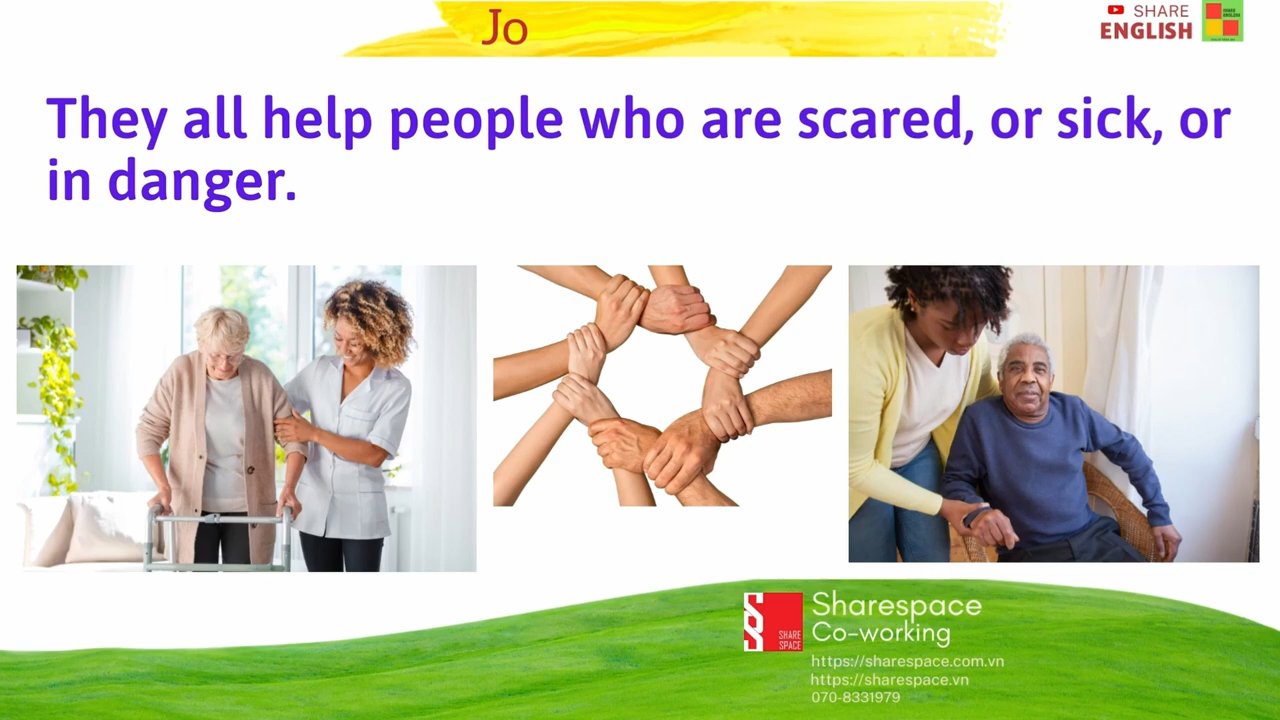 Jo
SHARE
ENGLISH
They all help people who are scared, or sick, or
in danger.
SHARE
SPACE
Sharespace
Co-working
https://sharespace.com.vn
https://sharespace.vn
070-8331979